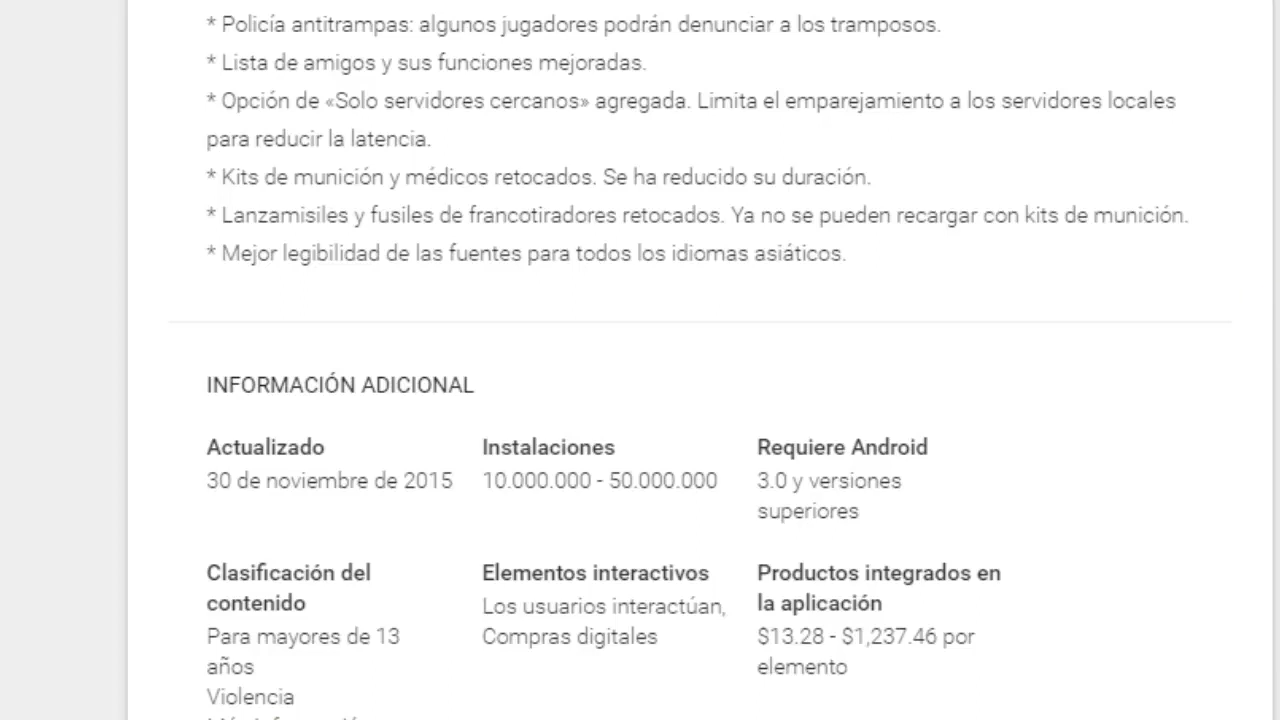 * Policía antitrampas: algunos jugadores podrán denunciar a los tramposos.
* Lista de amigos y sus funciones mejoradas.
* Opción de «Solo servidores cercanos» agregada. Limita el emparejamiento a los servidores locales
para reducir la latencia.
* Kits de munición y médicos retocados. Se ha reducido su duración.
* Lanzamisiles y fusiles de francotiradores retocados. Ya no se pueden recargar con kits de munición.
* Mejor legibilidad de las fuentes para todos los idiomas asiáticos.
INFORMACIÓN ADICIONAL
Actualizado
30 de noviembre de 2015
Instalaciones
10.000.000 - 50.000.000
Requiere Android
3.0 y versiones
superiores
Clasificación del
contenido
Para mayores de 13
años
Violencia
Elementos interactivos
Los usuarios interactúan,
Compras digitales
Productos integrados en
la aplicación
$13.28 - $1,237.46 por
elemento